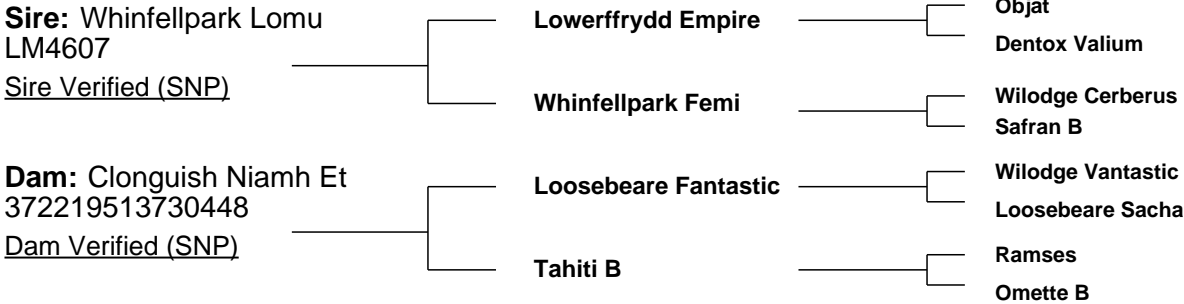 Sire: Whinfellpark Lomu
LM4607
Sire Verified (SNP)
Dam: Clonguish Niamh Et
372219513730448
Dam Verified (SNP)
Lowerffrydd Empire
Whinfellpark Femi
Loosebeare Fantastic
Tahiti B
Objat
Dentox Valium
Wilodge Cerberus
Safran B
Wilodge Vantastic
Loosebeare Sacha
Ramses
Omette B